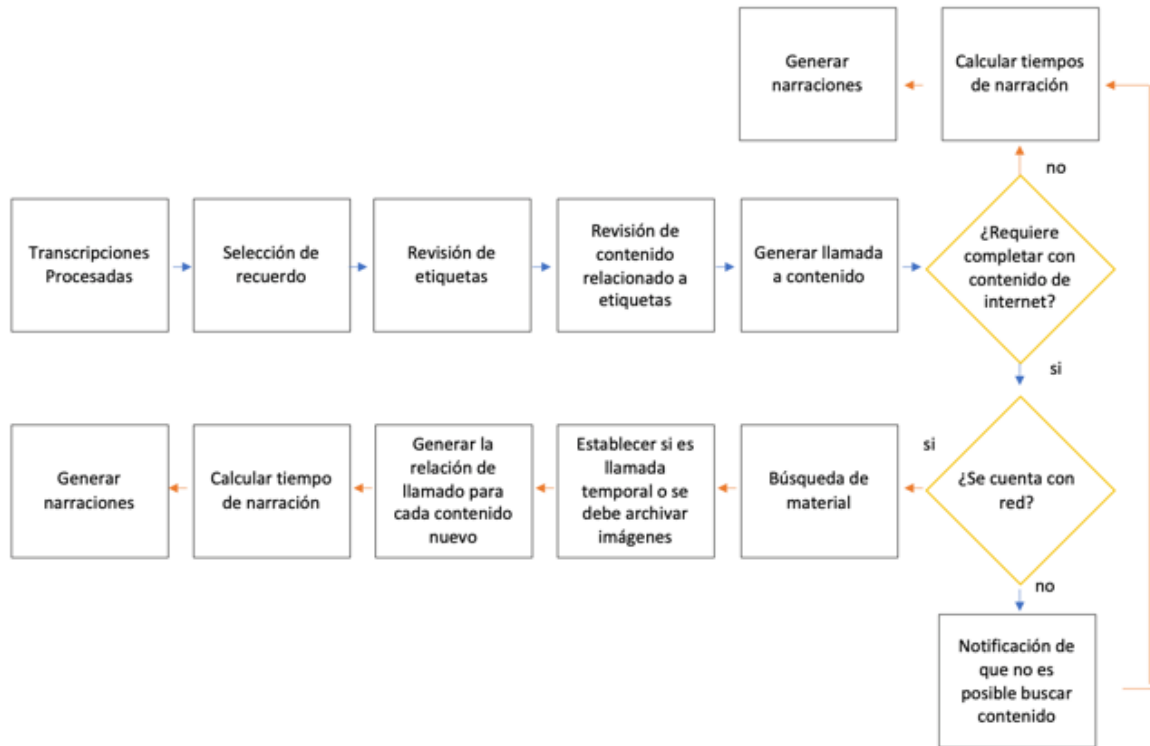 Generar
narraciones
Calcular tiempos
de narración
no
Transcripciones
Procesadas
Selección de
recuerdo
Revisión de
etiquetas
Revisión de
contenido
relacionado a
etiquetas
Generar llamada
a contenido
¿Requiere
completar con
contenido de
internet?
si
Generar
narraciones
Calcular tiempo
de narración
Generar la
relación de
llamado para
cada contenido
nuevo
Establecer si es
llamada
temporal o se
debe archivar
imágenes
Búsqueda de
material
si
¿Se cuenta con
red?
no
Notificación de
que no es
posible buscar
contenido